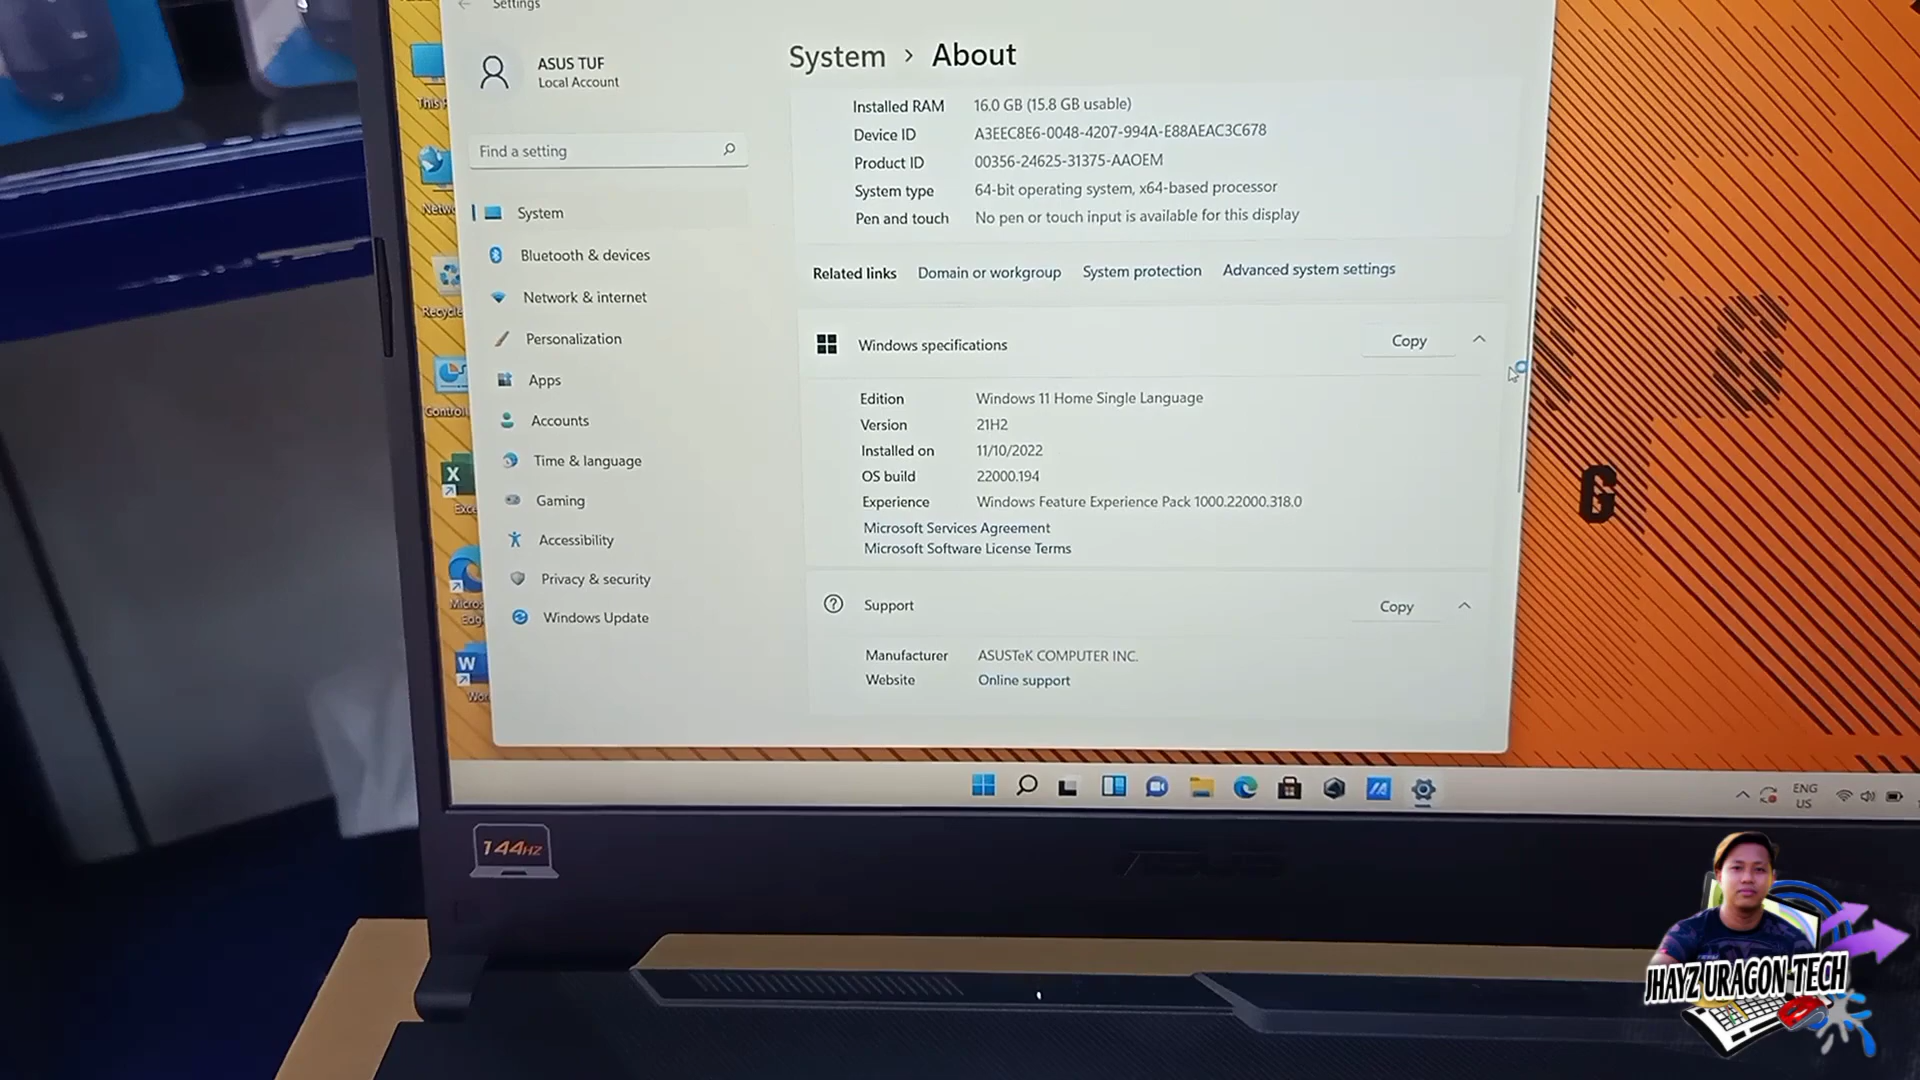 Settings
ASUS TUF
Local Account
Find a setting
System
Bluetooth & devices
Network & internet
Personalization
Apps
Accounts
Time & language
Gaming
Accessibility
Privacy & security
Windows Update
System > About
Installed RAM 16.0 GB (15.8 GB usable)
Device ID A3EEC8E6-0048-4207-994A-E88AEAC3C678
Product ID 00356-24625-31375-AAOEM
System type 64-bit operating system, x64-based processor
Pen and touch No pen or touch input is available for this display
Related links Domain or workgroup System protection Advanced system settings
Windows specifications Copy
Edition Windows 11 Home Single Language
Version 21H2
Installed on 11/10/2022
OS build 22000.194
Experience Windows Feature Experience Pack 1000.22000.318.0
Microsoft Services Agreement
Microsoft Software License Terms
Support Copy
Manufacturer ASUSTeK COMPUTER INC.
Website Online support
G
ENG
US
144HZ
ASUS
JHAYZ URAGON TECH